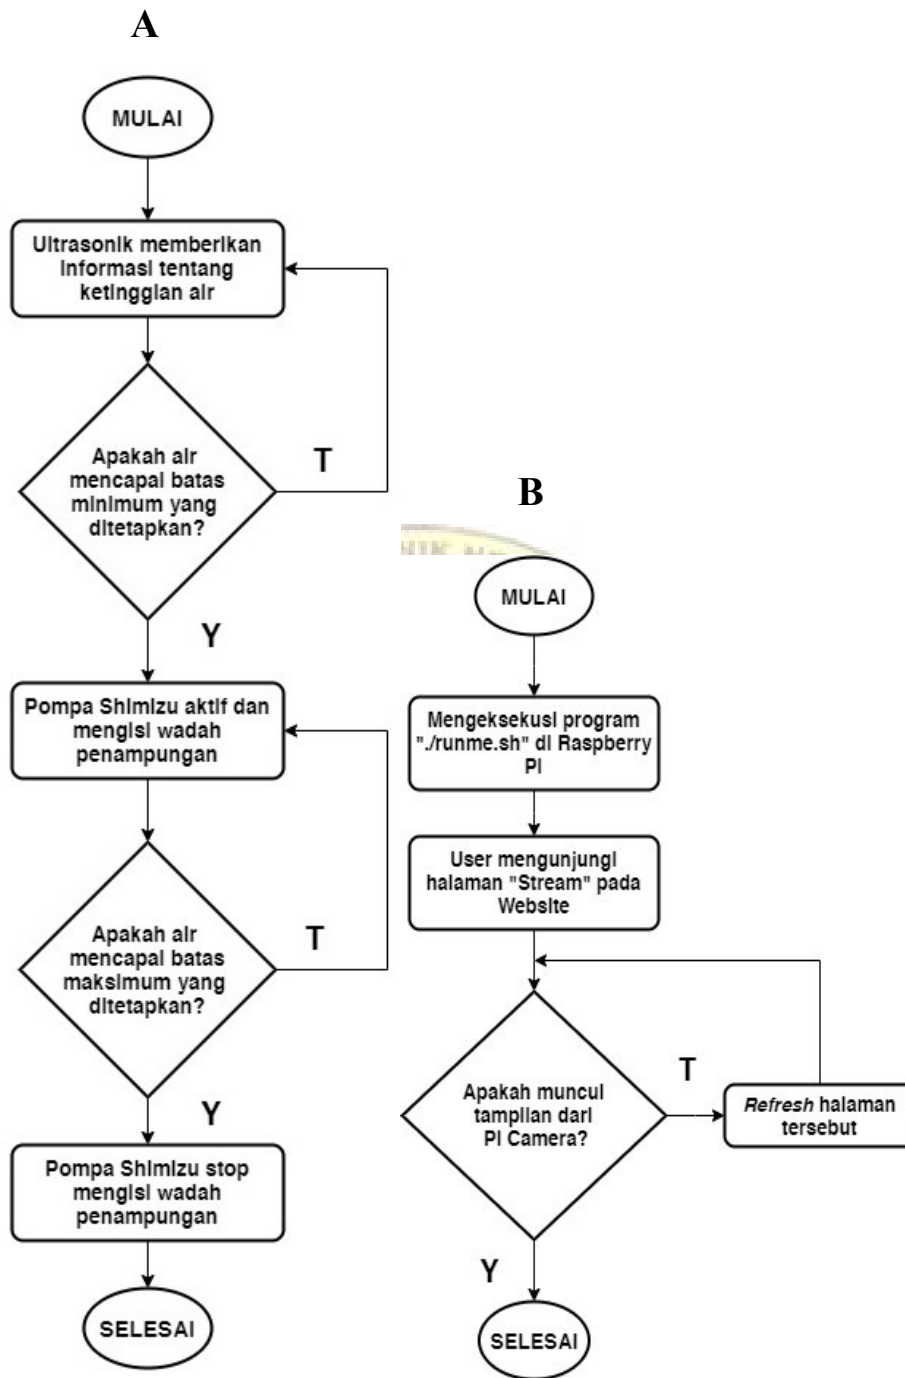 A
MULAI
Ultrasonik memberikan
informasi tentang
ketinggian air
Apakah air
mencapai batas
minimum yang
ditetapkan?
T
Y
Pompa Shimizu aktif dan
mengisi wadah
penampungan
Apakah air
mencapai batas
maksimum yang
ditetapkan?
T
Y
Pompa Shimizu stop
mengisi wadah
penampungan
SELESAI
B
MULAI
Mengeksekusi program
"./runme.sh" di Raspberry
Pi
User mengunjungi
halaman "Stream" pada
Website
Apakah muncul
tampilan dari
Pi Camera?
T
Refresh halaman
tersebut
Y
SELESAI